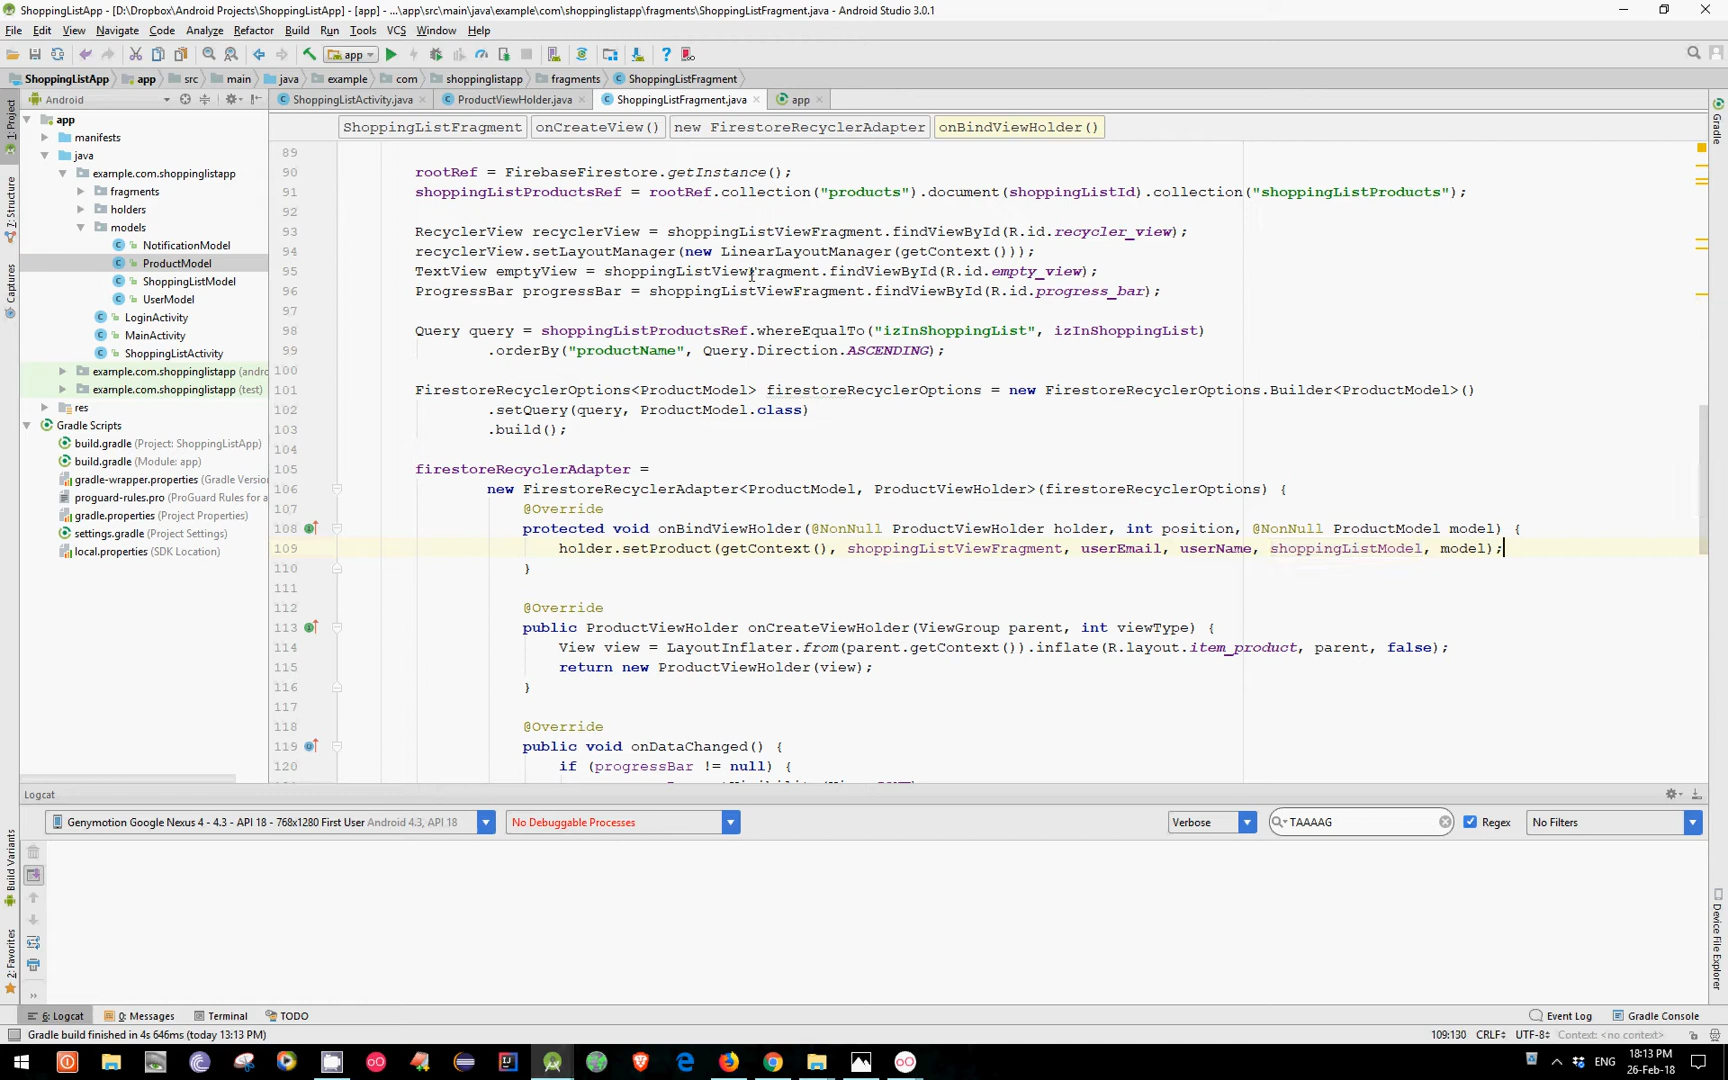 ShoppingListApp - [D:\Dropbox\Android Projects\ShoppingListApp] - [app] - ...\app\src\main\java\example\com\shoppinglistapp\fragments\ShoppingListFragment.java - Android Studio 3.0.1
File Edit View Navigate Code Analyze Refactor Build Run Tools VCS Window Help
app
ShoppingListApp app src main java example com shoppinglistapp fragments ShoppingListFragment
Android ShoppingListActivity.java ProductViewHolder.java ShoppingListFragment.java app
ShoppingListFragment onCreateView() new FirestoreRecyclerAdapter onBindViewHolder()
1: Project
7: Structure
Captures
Build Variants
2: Favorites
Gradle
Device File Explorer
app
manifests
java
example.com.shoppinglistapp
fragments
holders
models
NotificationModel
ProductModel
ShoppingListModel
UserModel
LoginActivity
MainActivity
ShoppingListActivity
example.com.shoppinglistapp (andro
example.com.shoppinglistapp (test)
res
Gradle Scripts
build.gradle (Project: ShoppingListApp)
build.gradle (Module: app)
gradle-wrapper.properties (Gradle Version
proguard-rules.pro (ProGuard Rules for a
gradle.properties (Project Properties)
settings.gradle (Project Settings)
local.properties (SDK Location)
89
90 rootRef = FirebaseFirestore.getInstance();
91 shoppingListProductsRef = rootRef.collection("products").document(shoppingListId).collection("shoppingListProducts");
92
93 RecyclerView recyclerView = shoppingListViewFragment.findViewById(R.id.recycler_view);
94 recyclerView.setLayoutManager(new LinearLayoutManager(getContext()));
95 TextView emptyView = shoppingListViewFragment.findViewById(R.id.empty_view);
96 ProgressBar progressBar = shoppingListViewFragment.findViewById(R.id.progress_bar);
97
98 Query query = shoppingListProductsRef.whereEqualTo("izInShoppingList", izInShoppingList)
99 .orderBy("productName", Query.Direction.ASCENDING);
100
101 FirestoreRecyclerOptions<ProductModel> firestoreRecyclerOptions = new FirestoreRecyclerOptions.Builder<ProductModel>()
102 .setQuery(query, ProductModel.class)
103 .build();
104
105 firestoreRecyclerAdapter =
106 new FirestoreRecyclerAdapter<ProductModel, ProductViewHolder>(firestoreRecyclerOptions) {
107 @Override
108 protected void onBindViewHolder(@NonNull ProductViewHolder holder, int position, @NonNull ProductModel model) {
109 holder.setProduct(getContext(), shoppingListViewFragment, userEmail, userName, shoppingListModel, model);
110 }
111
112 @Override
113 public ProductViewHolder onCreateViewHolder(ViewGroup parent, int viewType) {
114 View view = LayoutInflater.from(parent.getContext()).inflate(R.layout.item_product, parent, false);
115 return new ProductViewHolder(view);
116 }
117
118 @Override
119 public void onDataChanged() {
120 if (progressBar != null) {
Logcat
Genymotion Google Nexus 4 - 4.3 - API 18 - 768x1280 First User Android 4.3, API 18 No Debuggable Processes Verbose TAAAAG Regex No Filters
6: Logcat 0: Messages Terminal TODO Event Log Gradle Console
Gradle build finished in 4s 646ms (today 13:13 PM) 109:130 CRLF UTF-8 Context: <no context>
ENG 18:13 PM
26-Feb-18